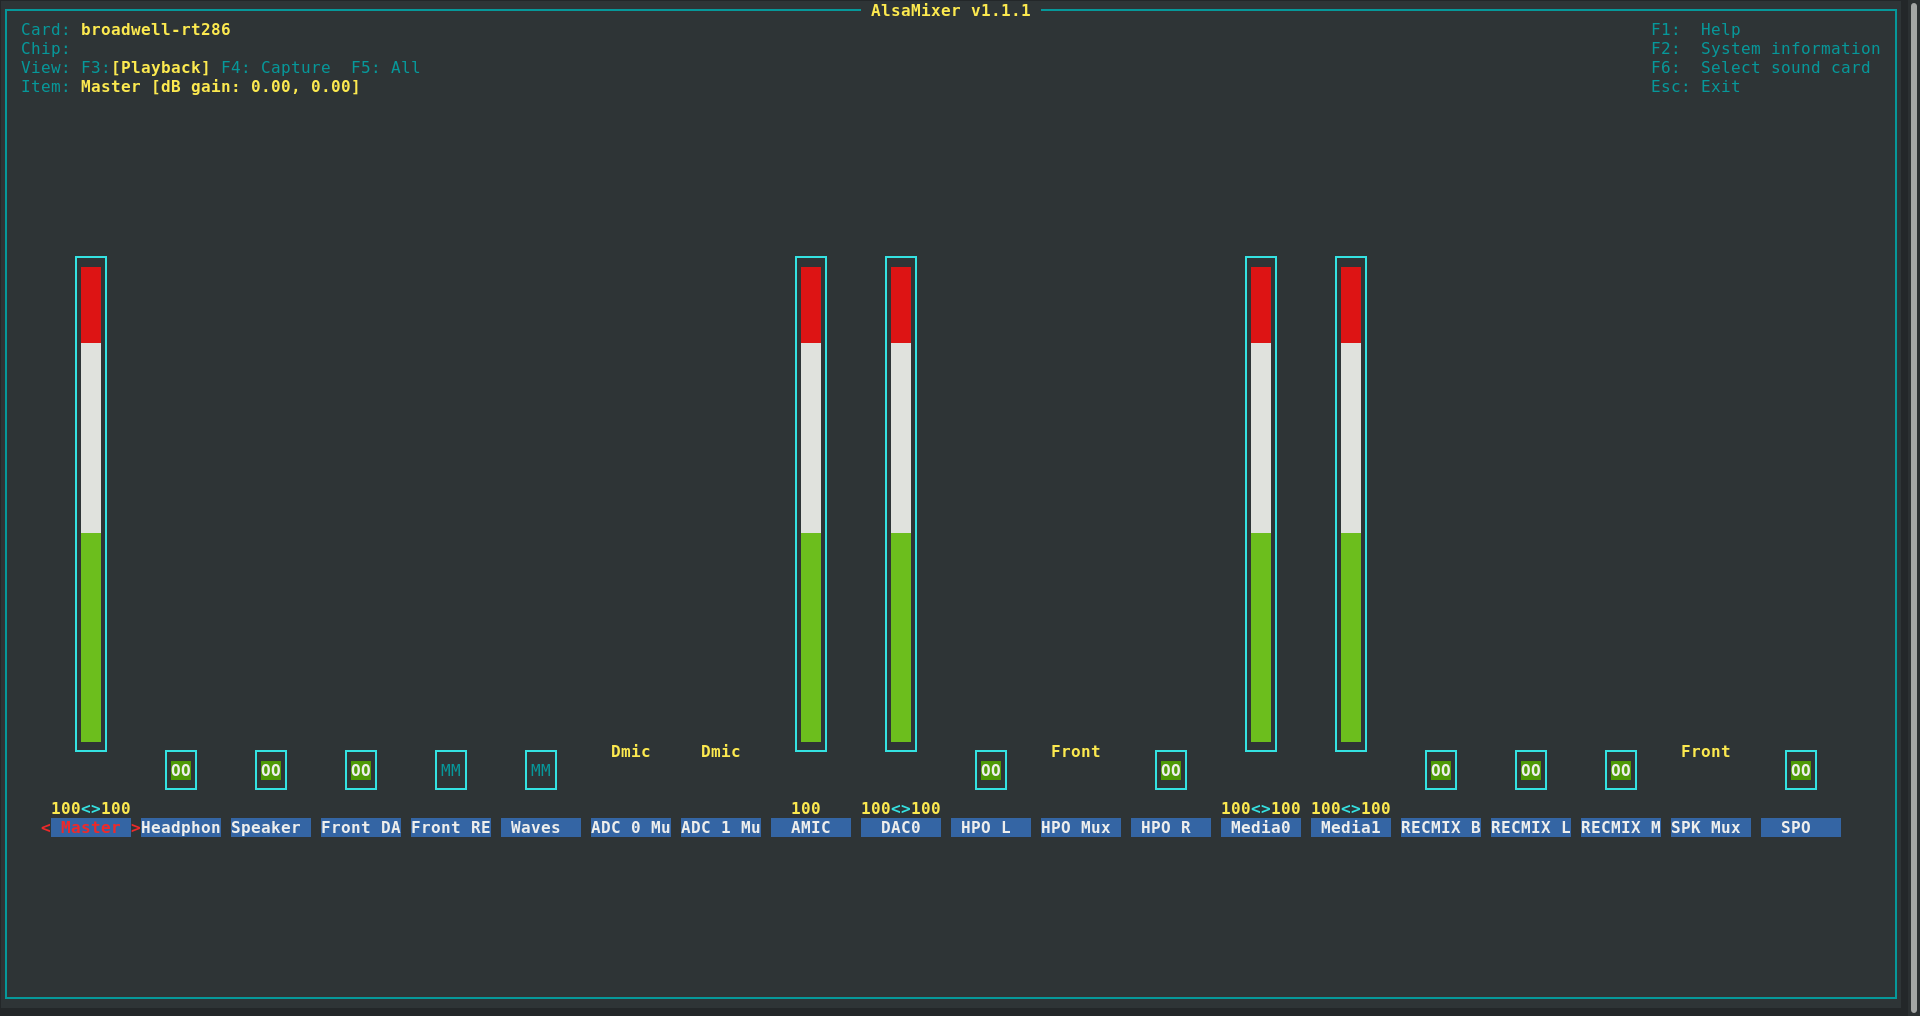 AlsaMixer v1.1.1
Card: broadwell-rt286 F1: Help
Chip: F2: System information
View: F3:[Playback] F4: Capture F5: All F6: Select sound card
Item: Master [dB gain: 0.00, 0.00] Esc: Exit
Dmic Dmic Front Front
OO OO OO MM MM OO OO OO OO OO OO
100<>100 100 100<>100 100<>100 100<>100
< Master >Headphon Speaker Front DA Front RE Waves ADC 0 Mu ADC 1 Mu AMIC DAC0 HPO L HPO Mux HPO R Media0 Media1 RECMIX B RECMIX L RECMIX M SPK Mux SPO